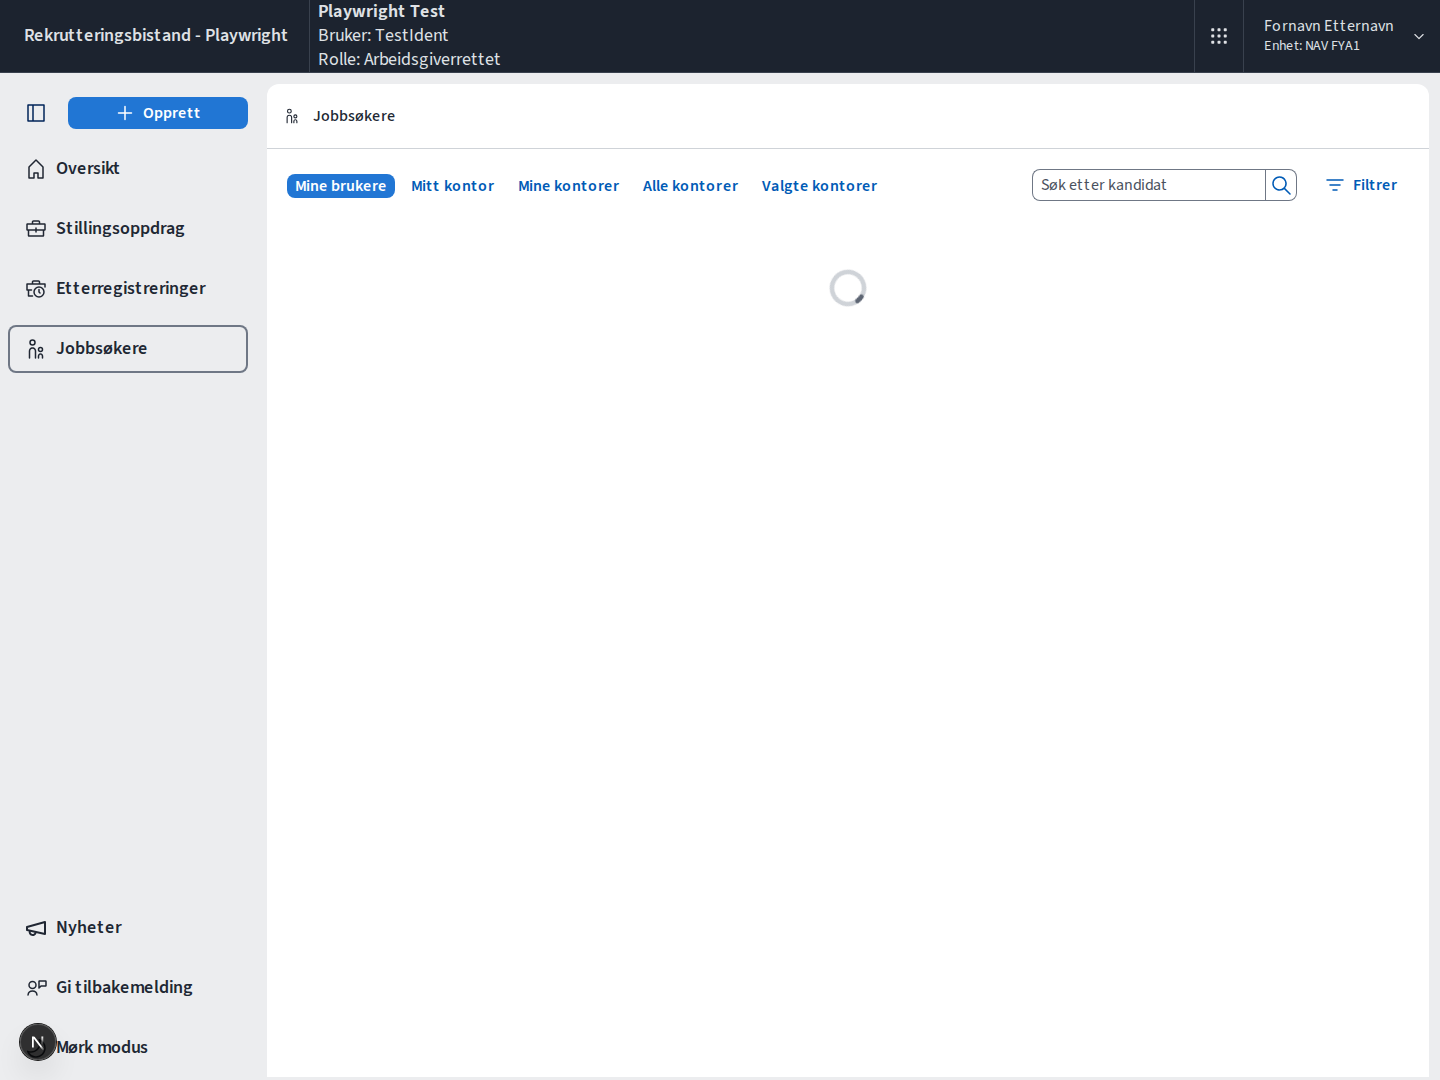 Rekrutteringsbistand - Playwright
Playwright Test
Bruker: TestIdent
Rolle: Arbeidsgiverrettet
Fornavn Etternavn
Enhet: NAV FYA1
Opprett
Oversikt
Stillingsoppdrag
Etterregistreringer
Jobbsøkere
Nyheter
Gi tilbakemelding
N
Mørk modus
Jobbsøkere
Mine brukere
Mitt kontor
Mine kontorer
Alle kontorer
Valgte kontorer
Søk etter kandidat
Filtrer